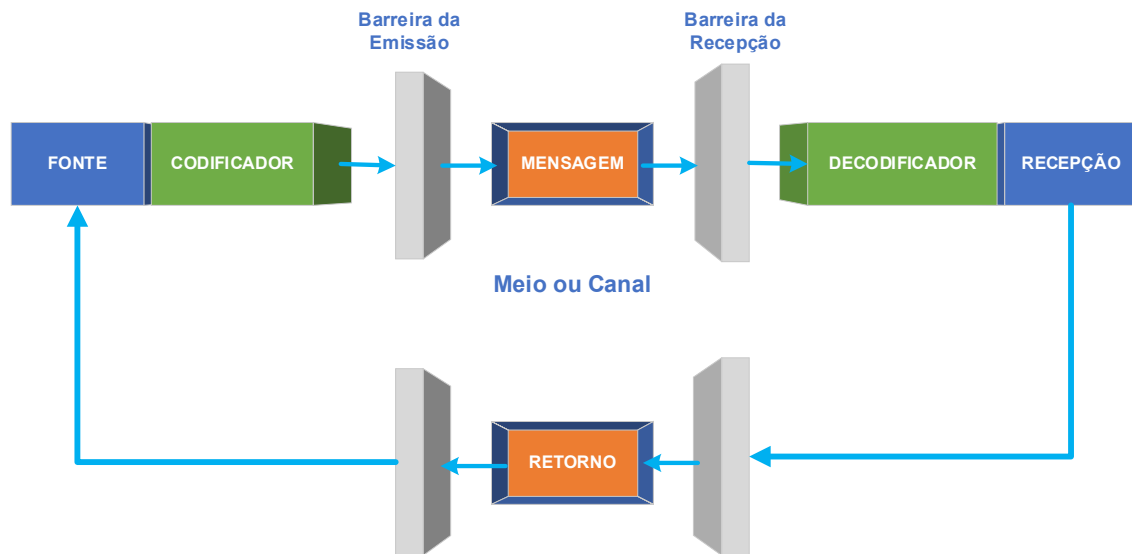 Barreira da
Emissão
Barreira da
Recepção
FONTE
CODIFICADOR
MENSAGEM
DECODIFICADOR
RECEPÇÃO
Meio ou Canal
RETORNO